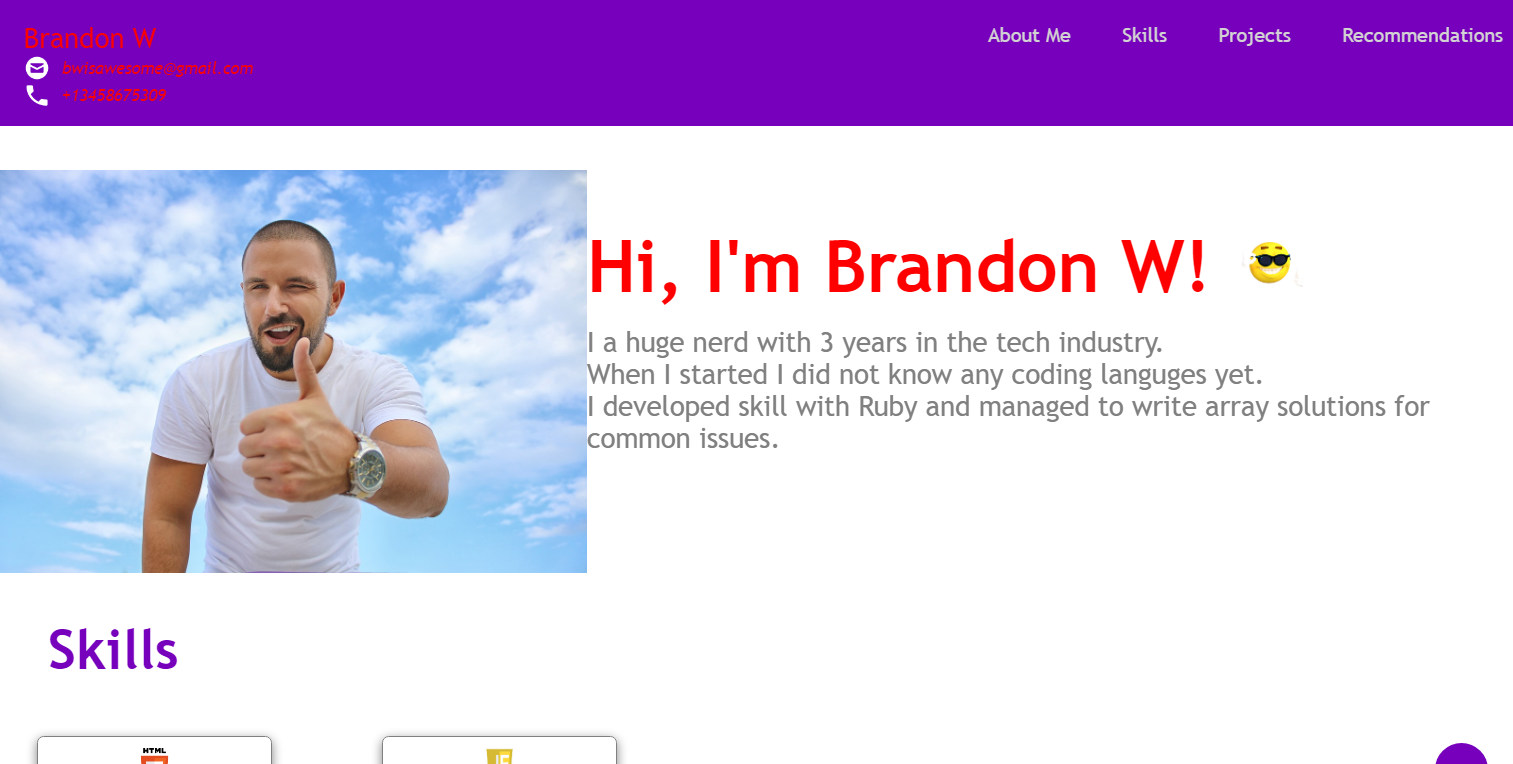 Brandon W
bwisawesome@gmail.com
+13458675309
About Me Skills Projects Recommendations
Hi, I'm Brandon W!
I a huge nerd with 3 years in the tech industry.
When I started I did not know any coding languges yet.
I developed skill with Ruby and managed to write array solutions for
common issues.
Skills
HTML
JS